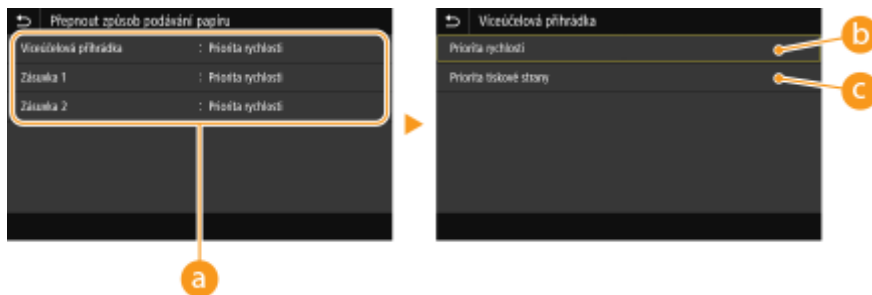 Přepnout způsob podávání papíru
Víceúčelová přihrádka : Priorita rychlosti
Zásuvka 1 : Priorita rychlosti
Zásuvka 2 : Priorita rychlosti
a
Víceúčelová přihrádka
Priorita rychlosti
b
Priorita tiskové strany
c